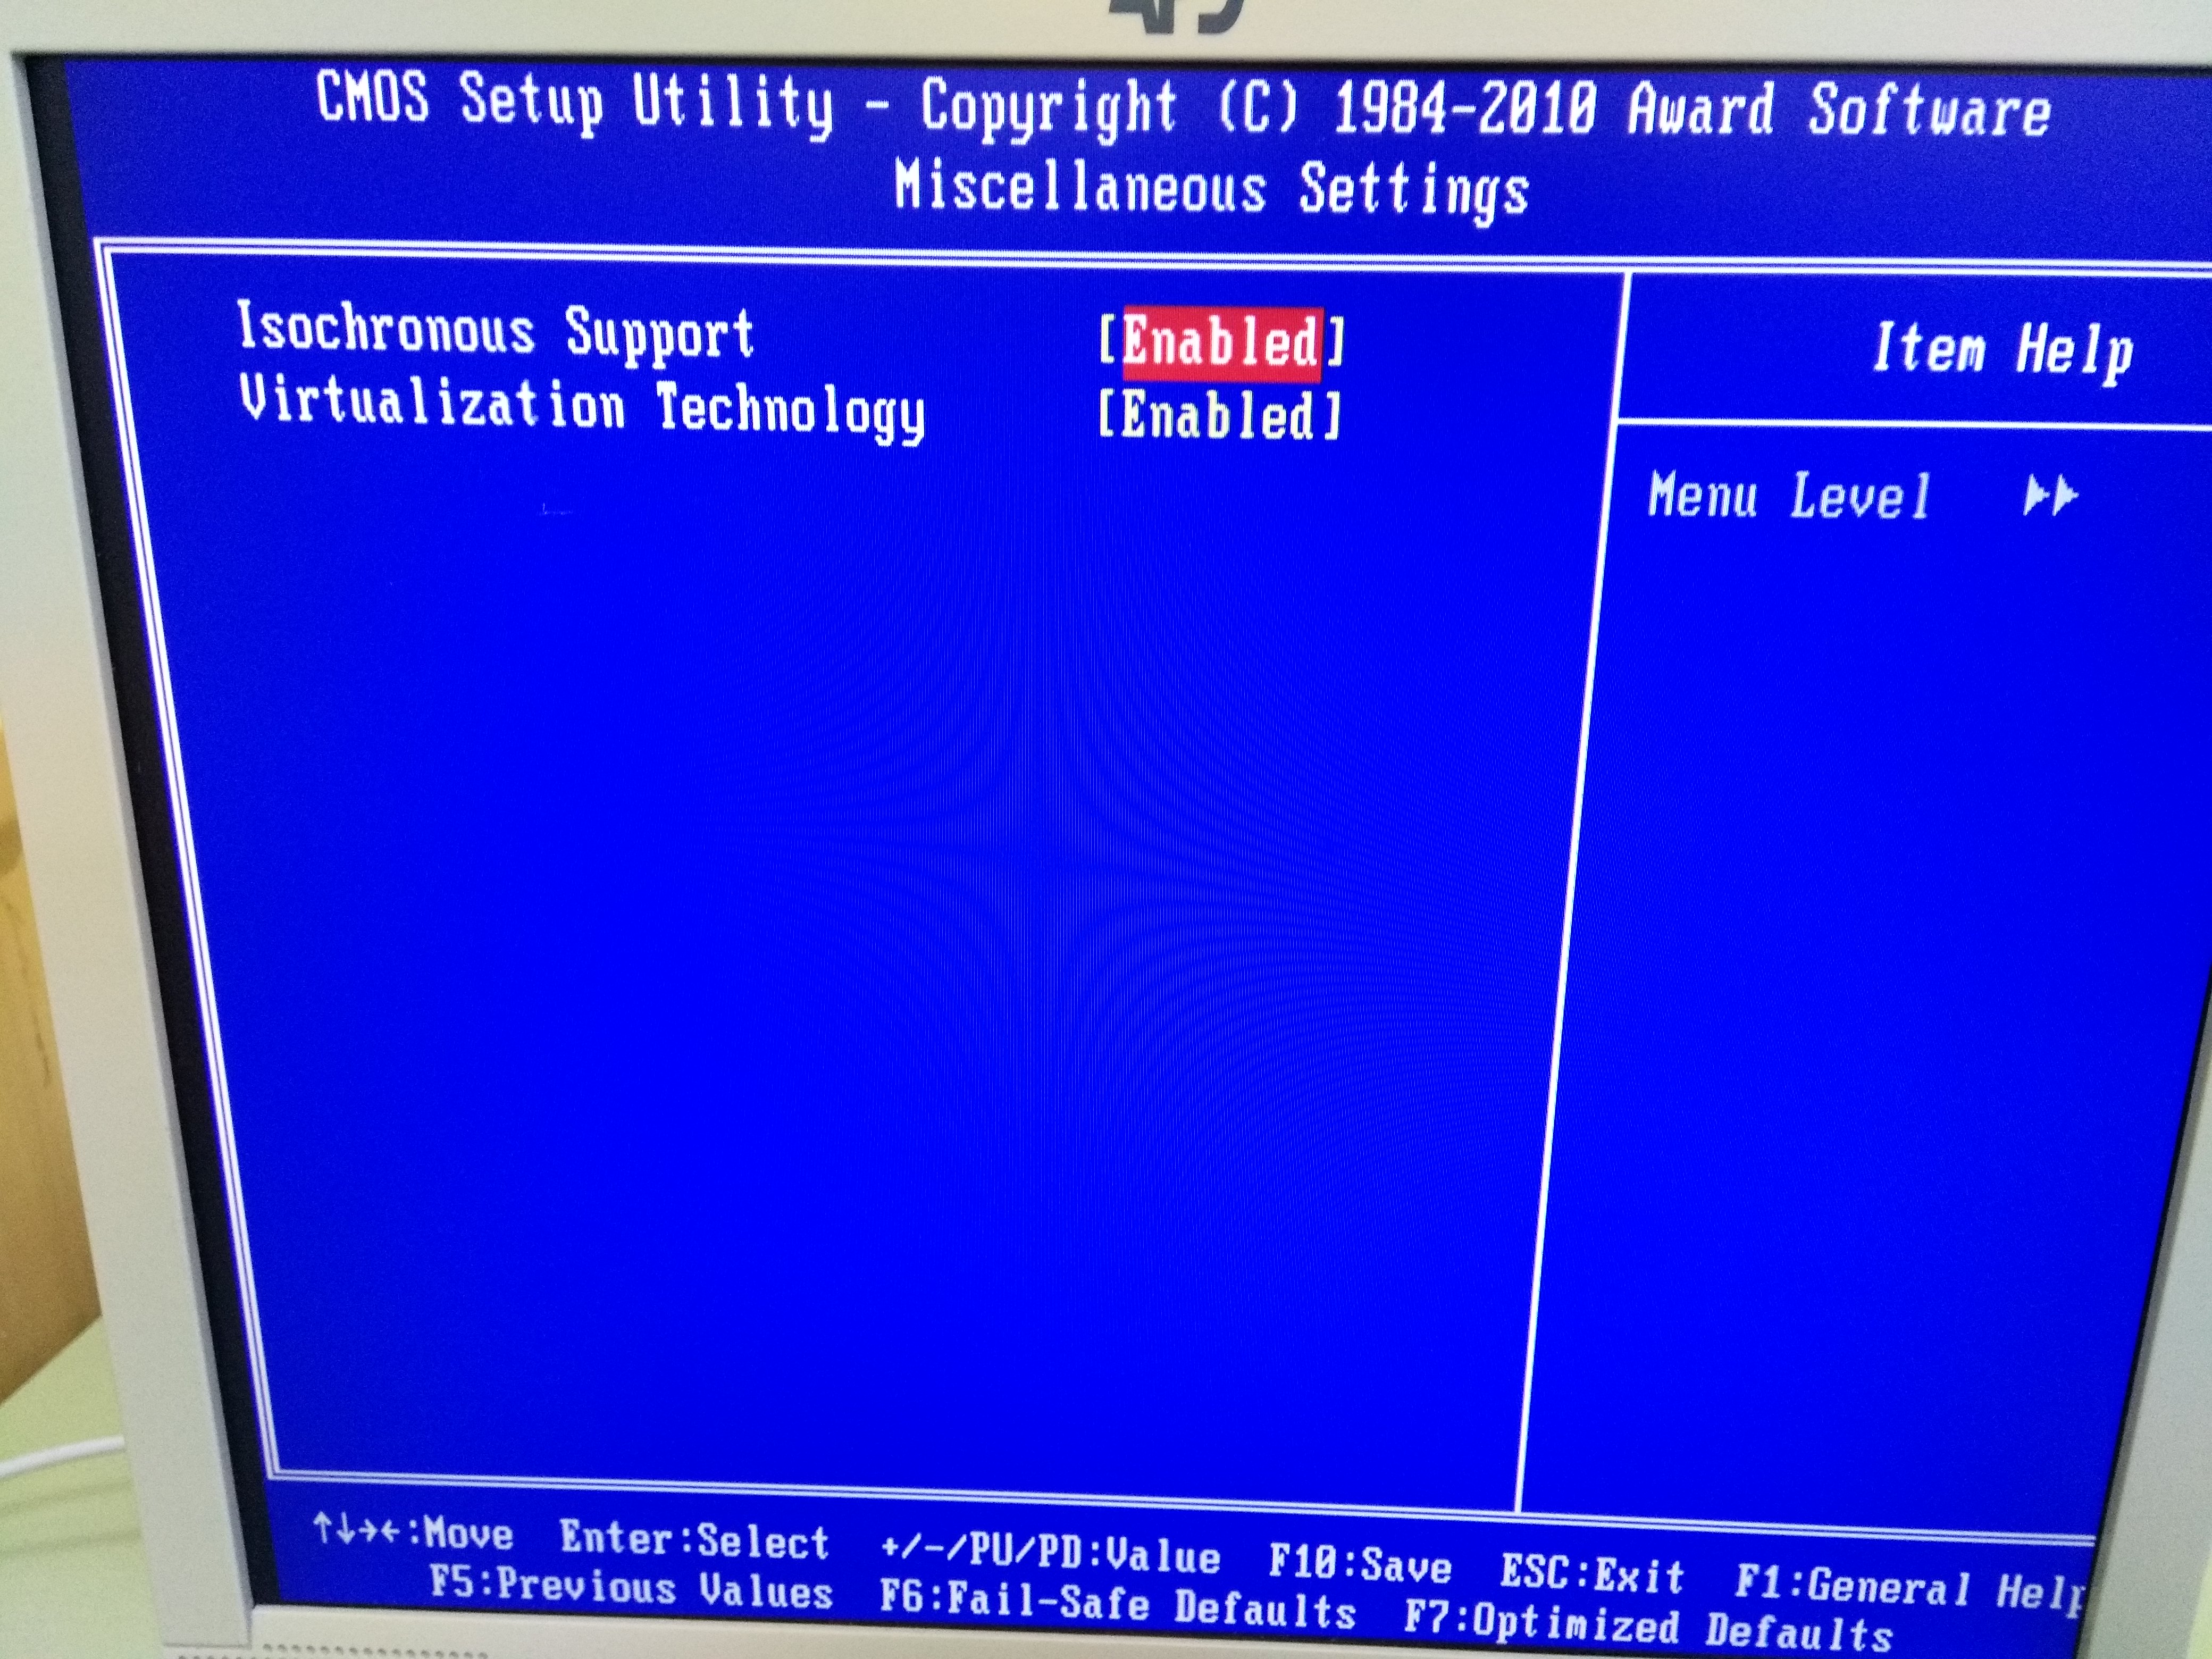 CMOS Setup Utility - Copyright (C) 1984-2010 Award Software
Miscellaneous Settings
Isochronous Support [Enabled]
Virtualization Technology [Enabled]
Item Help
Menu Level ▶▶
↑↓→←:Move Enter:Select +/-/PU/PD:Value F10:Save ESC:Exit F1:General Help
F5:Previous Values F6:Fail-Safe Defaults F7:Optimized Defaults